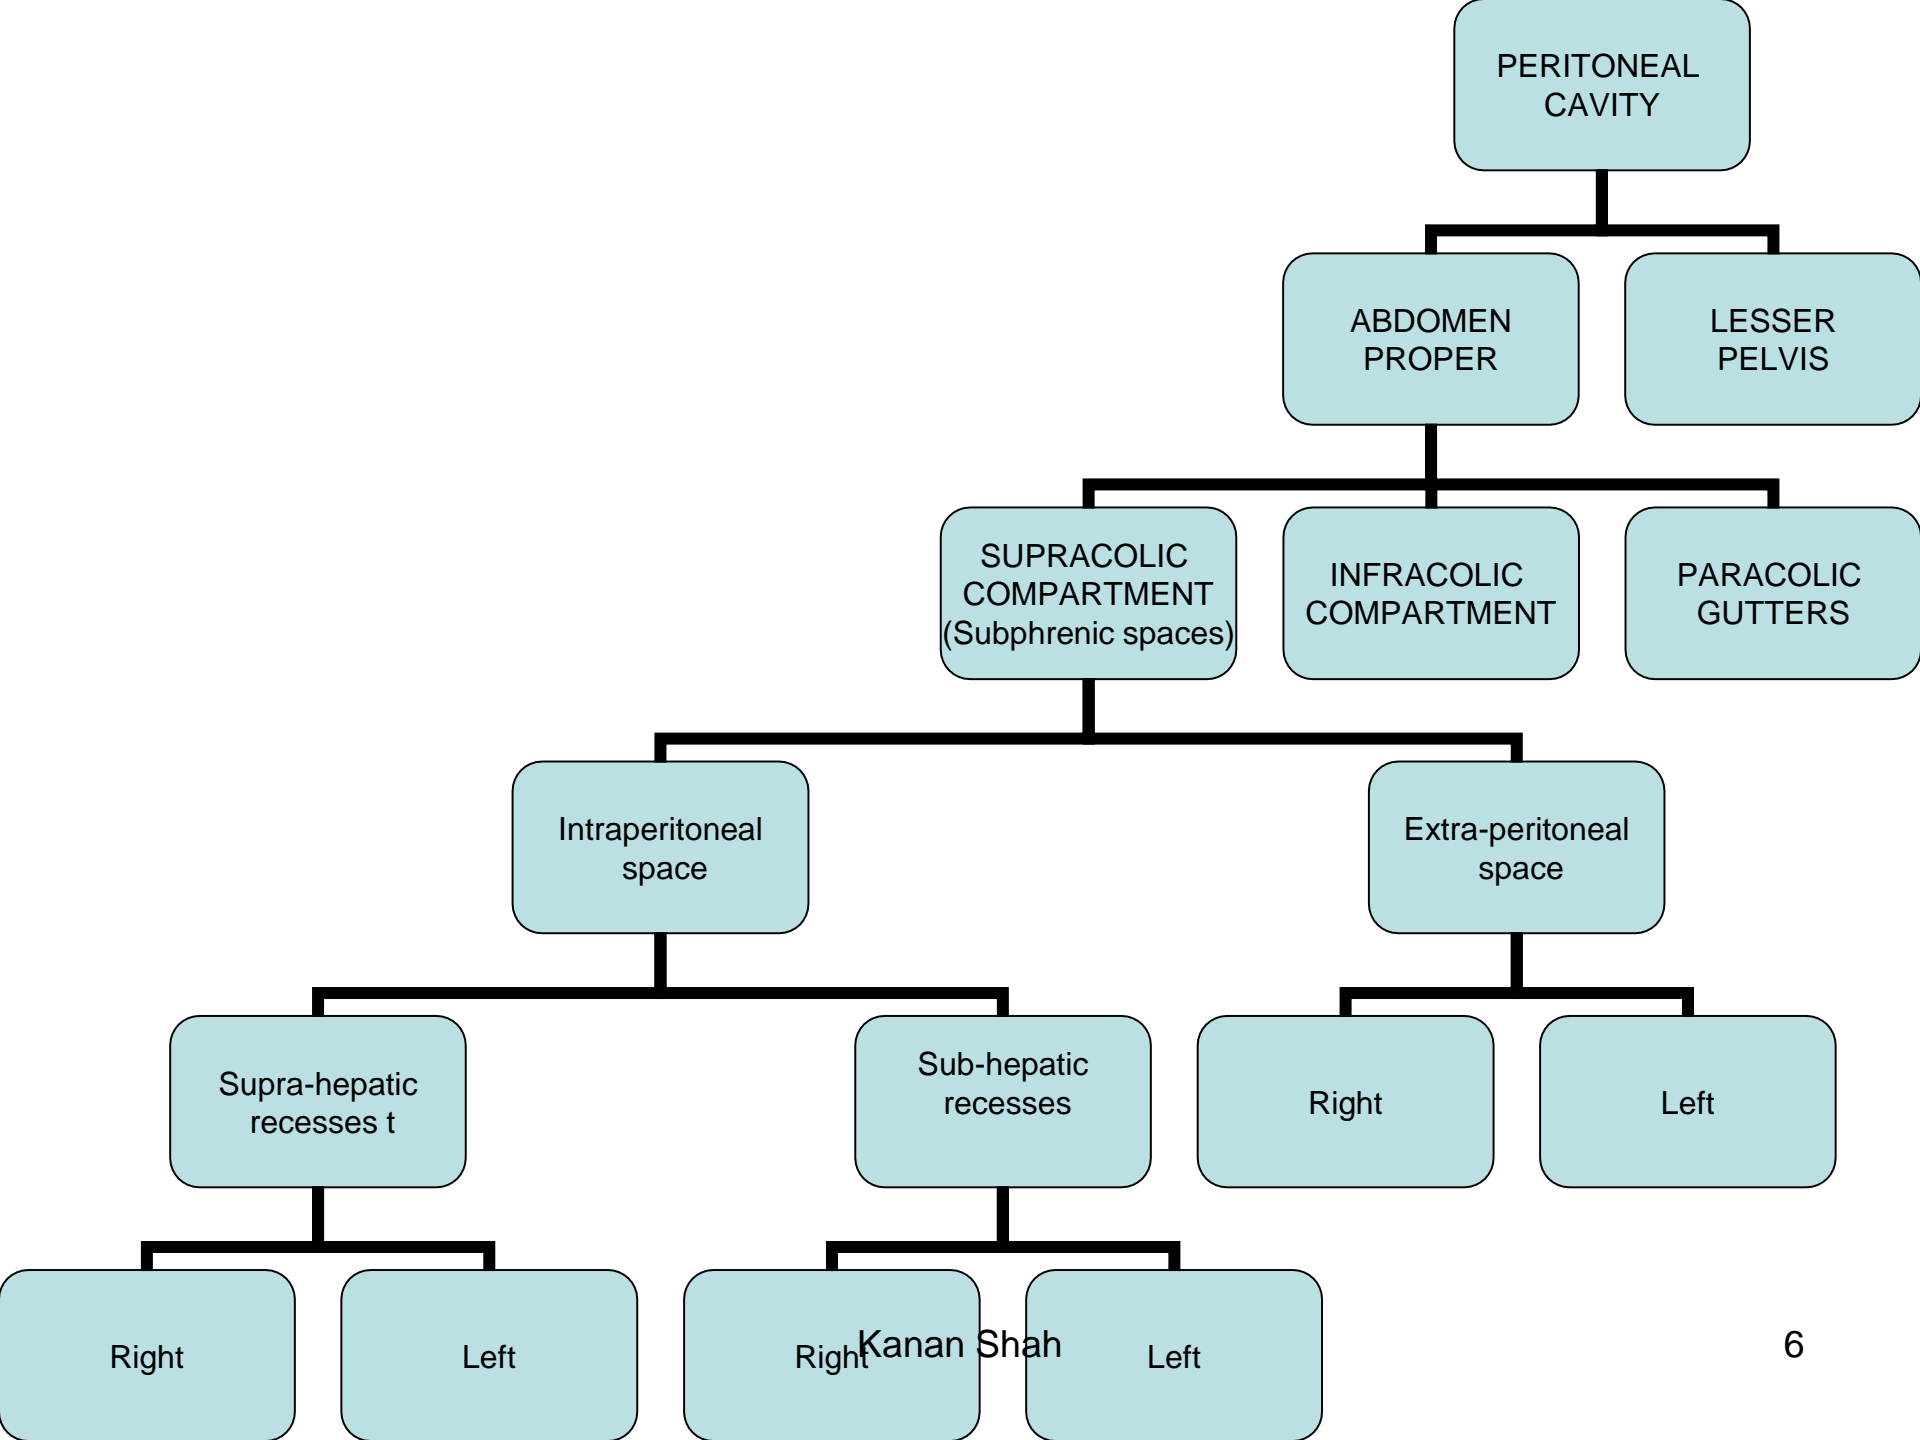 PERITONEAL
CAVITY
ABDOMEN
PROPER
LESSER
PELVIS
SUPRACOLIC
COMPARTMENT
(Subphrenic spaces)
INFRACOLIC
COMPARTMENT
PARACOLIC
GUTTERS
Intraperitoneal
space
Extra-peritoneal
space
Supra-hepatic
recesses t
Sub-hepatic
recesses
Right
Left
Right
Left
Right
Left
Kanan Shah
6